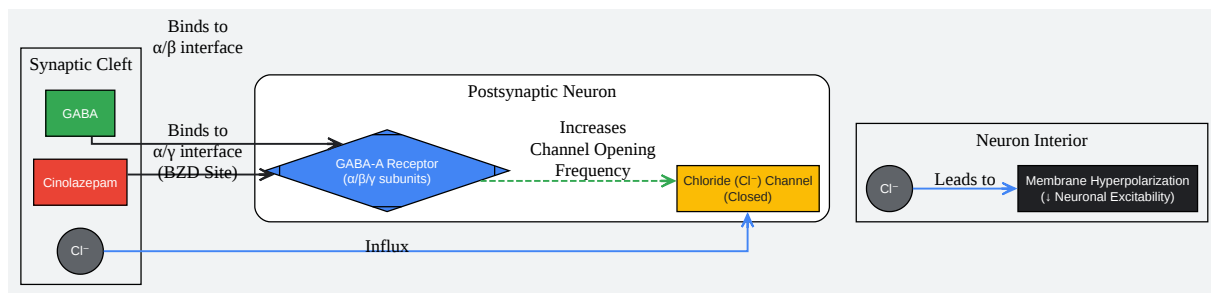 Binds to
α/β interface
Synaptic Cleft
GABA
Cinolazepam
Cl⁻
Binds to
α/γ interface
(BZD Site)
Postsynaptic Neuron
GABA-A Receptor
(α/β/γ subunits)
Increases
Channel Opening
Frequency
Chloride (Cl⁻) Channel
(Closed)
Influx
Neuron Interior
Cl⁻
Leads to
Membrane Hyperpolarization
(↓ Neuronal Excitability)